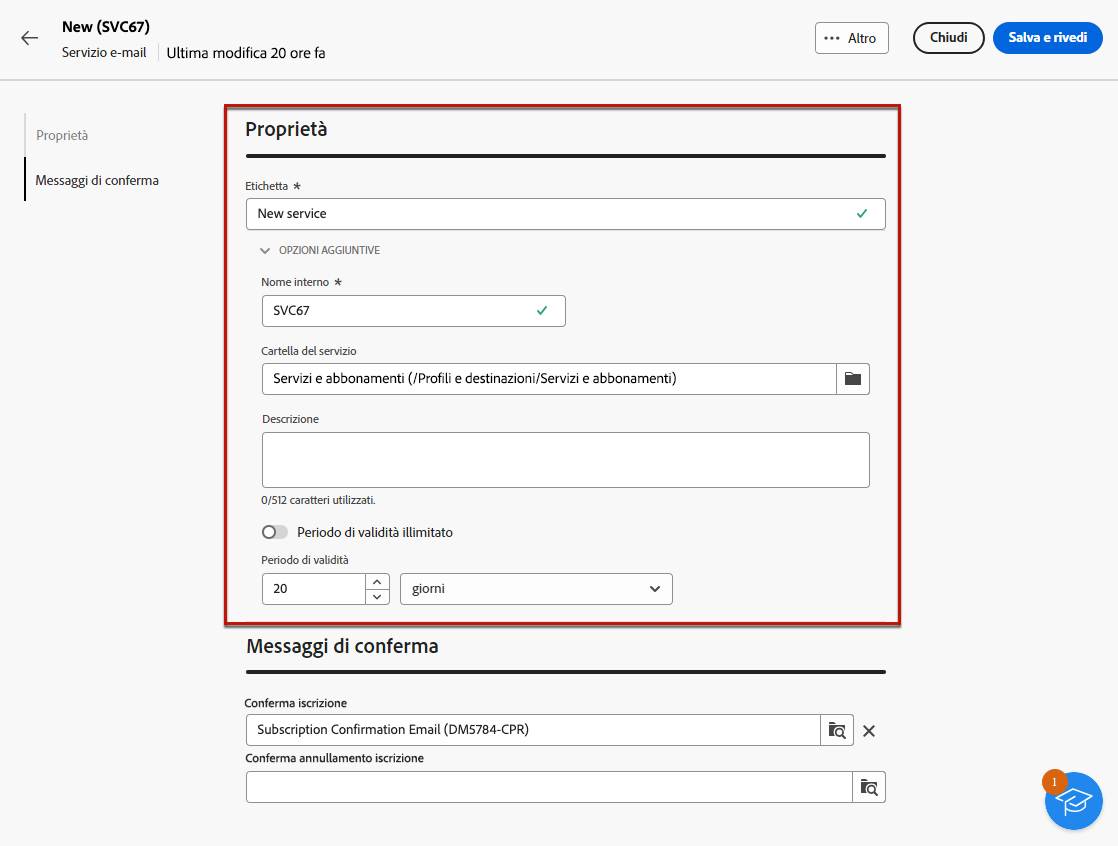 New (SVC67)
Servizio e-mail Ultima modifica 20 ore fa
Altro
Chiudi
Salva e rivedi
Proprietà
Messaggi di conferma
Proprietà
Etichetta *
New service
OPZIONI AGGIUNTIVE
Nome interno *
SVC67
Cartella del servizio
Servizi e abbonamenti (/Profili e destinazioni/Servizi e abbonamenti)
Descrizione
0/512 caratteri utilizzati.
Periodo di validità illimitato
Periodo di validità
20 giorni
Messaggi di conferma
Conferma iscrizione
Subscription Confirmation Email (DM5784-CPR)
Conferma annullamento iscrizione
1